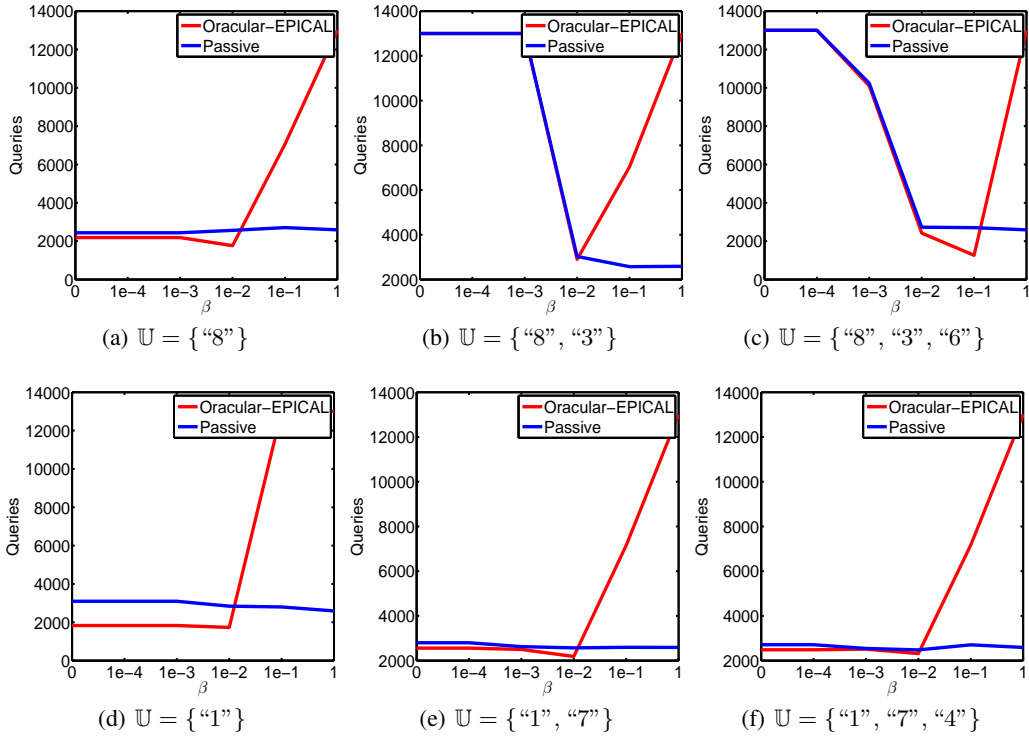 14000
12000
10000
8000
6000
4000
2000
0
Queries
Oracular-EPICAL
Passive
0 1e-4 1e-3 1e-2 1e-1 1
β
(a) 𝕌 = {“8”}
14000
12000
10000
8000
6000
4000
2000
Queries
Oracular-EPICAL
Passive
0 1e-4 1e-3 1e-2 1e-1 1
β
(b) 𝕌 = {“8”, “3”}
14000
12000
10000
8000
6000
4000
2000
0
Queries
Oracular-EPICAL
Passive
0 1e-4 1e-3 1e-2 1e-1 1
β
(c) 𝕌 = {“8”, “3”, “6”}
14000
12000
10000
8000
6000
4000
2000
0
Queries
Oracular-EPICAL
Passive
0 1e-4 1e-3 1e-2 1e-1 1
β
(d) 𝕌 = {“1”}
14000
12000
10000
8000
6000
4000
2000
Queries
Oracular-EPICAL
Passive
0 1e-4 1e-3 1e-2 1e-1 1
β
(e) 𝕌 = {“1”, “7”}
14000
12000
10000
8000
6000
4000
2000
Queries
Oracular-EPICAL
Passive
0 1e-4 1e-3 1e-2 1e-1 1
β
(f) 𝕌 = {“1”, “7”, “4”}